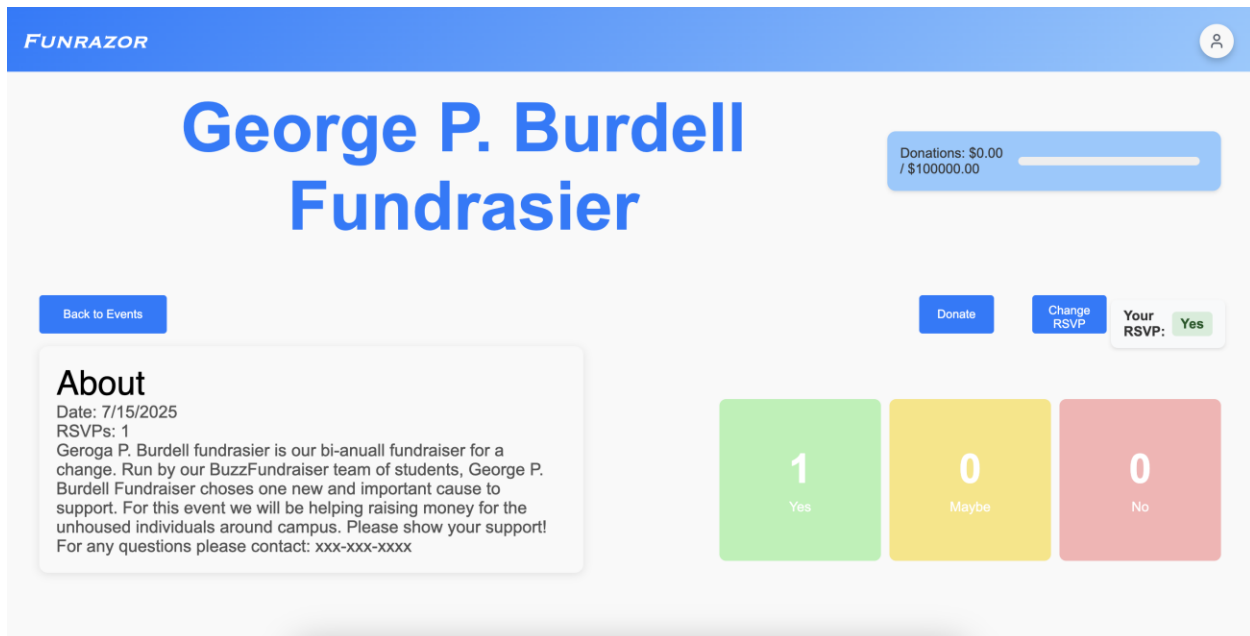 FUNRAZOR
George P. Burdell
Fundrasier
Donations: $0.00
/ $100000.00
Back to Events
Donate
Change
RSVP
Your
RSVP:
Yes
About
Date: 7/15/2025
RSVPs: 1
Geroga P. Burdell fundrasier is our bi-anuall fundraiser for a
change. Run by our BuzzFundraiser team of students, George P.
Burdell Fundraiser choses one new and important cause to
support. For this event we will be helping raising money for the
unhoused individuals around campus. Please show your support!
For any questions please contact: xxx-xxx-xxxx
1
Yes
0
Maybe
0
No